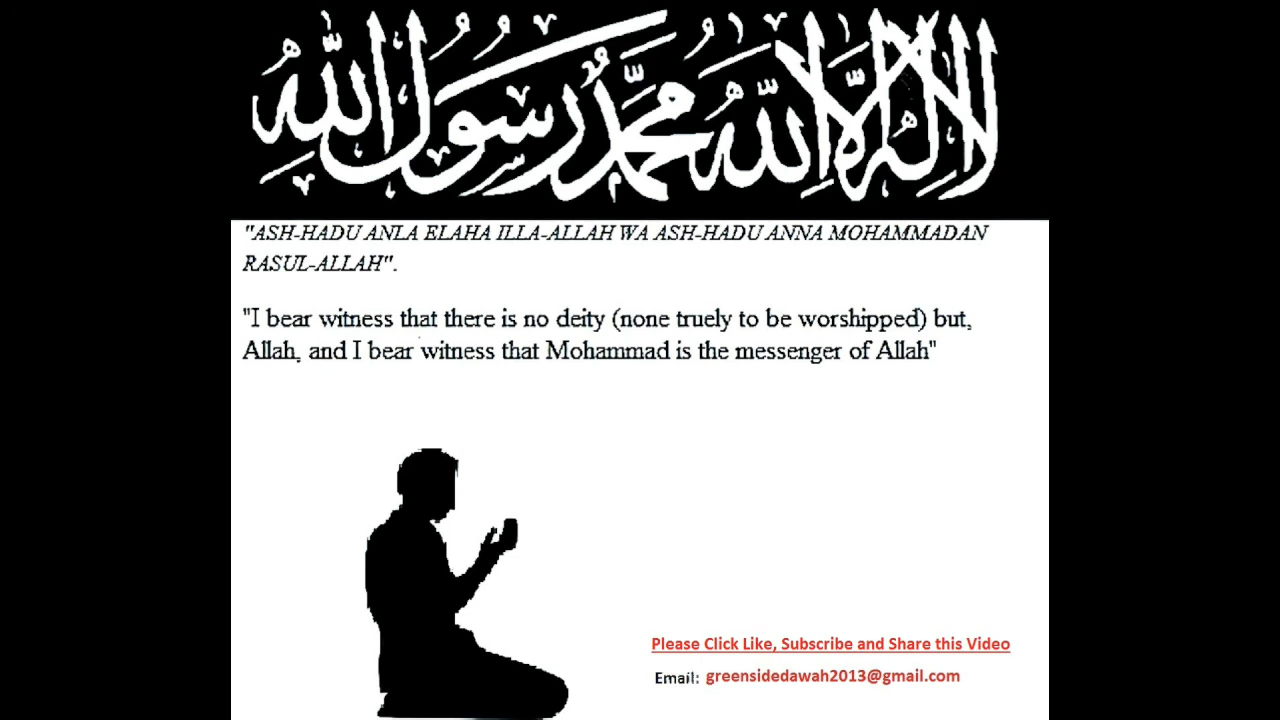 لا إله إلا الله محمد رسول الله
"ASH-HADU ANLA ELAHA ILLA-ALLAH WA ASH-HADU ANNA MOHAMMADAN
RASUL-ALLAH".
"I bear witness that there is no deity (none truely to be worshipped) but,
Allah, and I bear witness that Mohammad is the messenger of Allah"
Please Click Like, Subscribe and Share this Video
Email: greensidedawah2013@gmail.com